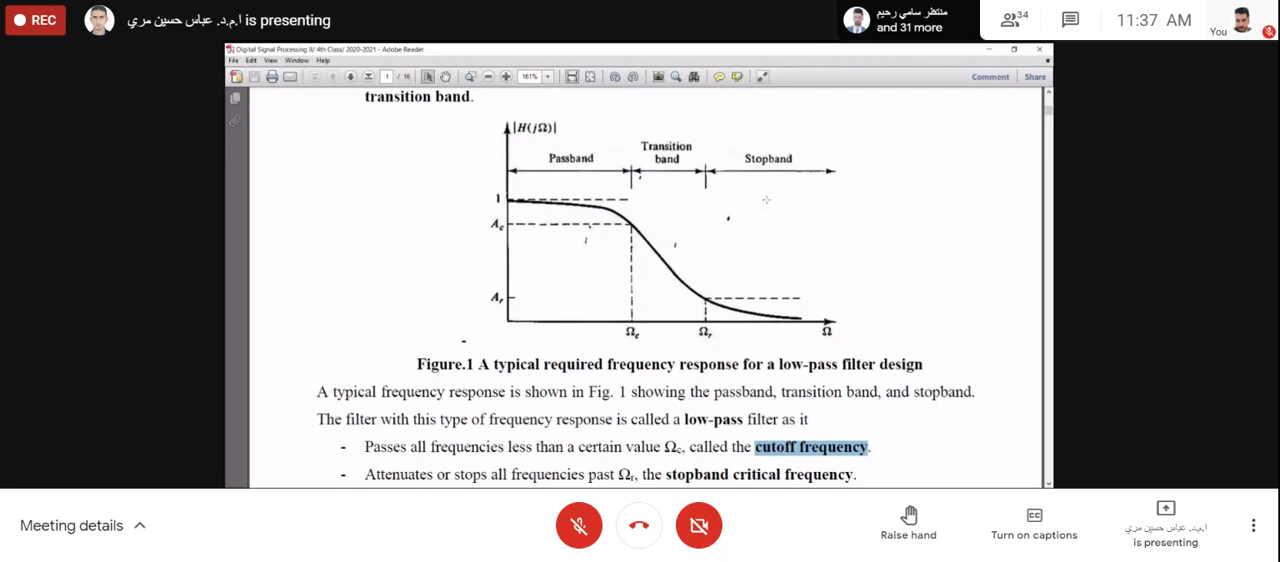 REC
ا.م.د. عباس حسين مري is presenting
منتظر سامي رحيم
and 31 more
34
11:37 AM
You
Digital Signal Processing II/ 4th Class/ 2020-2021 - Adobe Reader
File Edit View Window Help
1 / 16
161%
Comment
Share
transition band.
|H(jΩ)|
Passband
Transition
band
Stopband
1
Ac
Ar
Ωc
Ωr
Ω
Figure.1 A typical required frequency response for a low-pass filter design
A typical frequency response is shown in Fig. 1 showing the passband, transition band, and stopband.
The filter with this type of frequency response is called a low-pass filter as it
- Passes all frequencies less than a certain value Ωc, called the cutoff frequency.
- Attenuates or stops all frequencies past Ωr, the stopband critical frequency.
Meeting details
Raise hand
CC
Turn on captions
ا.م.د. عباس حسين مري
is presenting